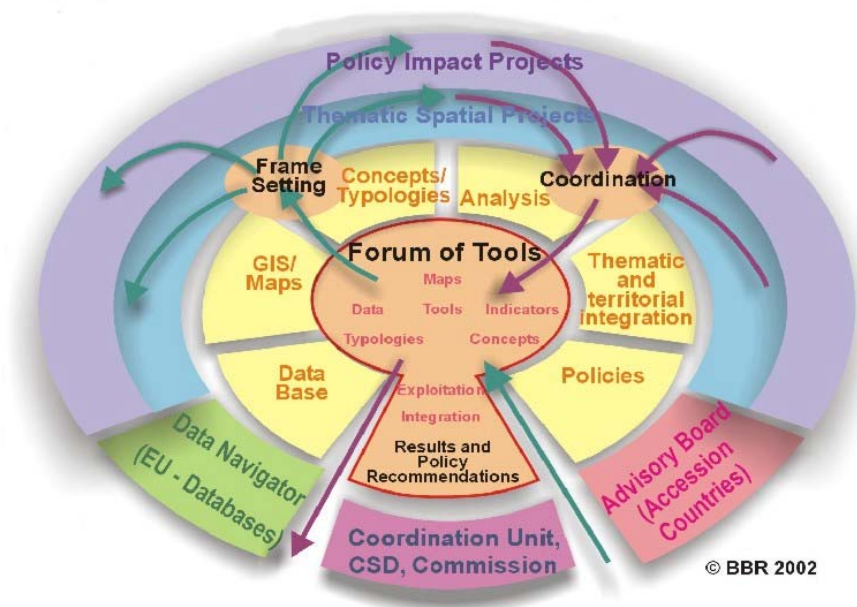 Policy Impact Projects
Thematic Spatial Projects
Frame
Setting
Concepts/
Typologies
Analysis
Coordination
GIS/
Maps
Forum of Tools
Maps
Data
Tools
Indicators
Typologies
Concepts
Thematic
and
territorial
integration
Data
Base
Exploitation
Integration
Results and
Policy
Recommendations
Policies
Data Navigator
(EU - Databases)
Coordination Unit,
CSD, Commission
Advisory Board
(Accession
Countries)
© BBR 2002